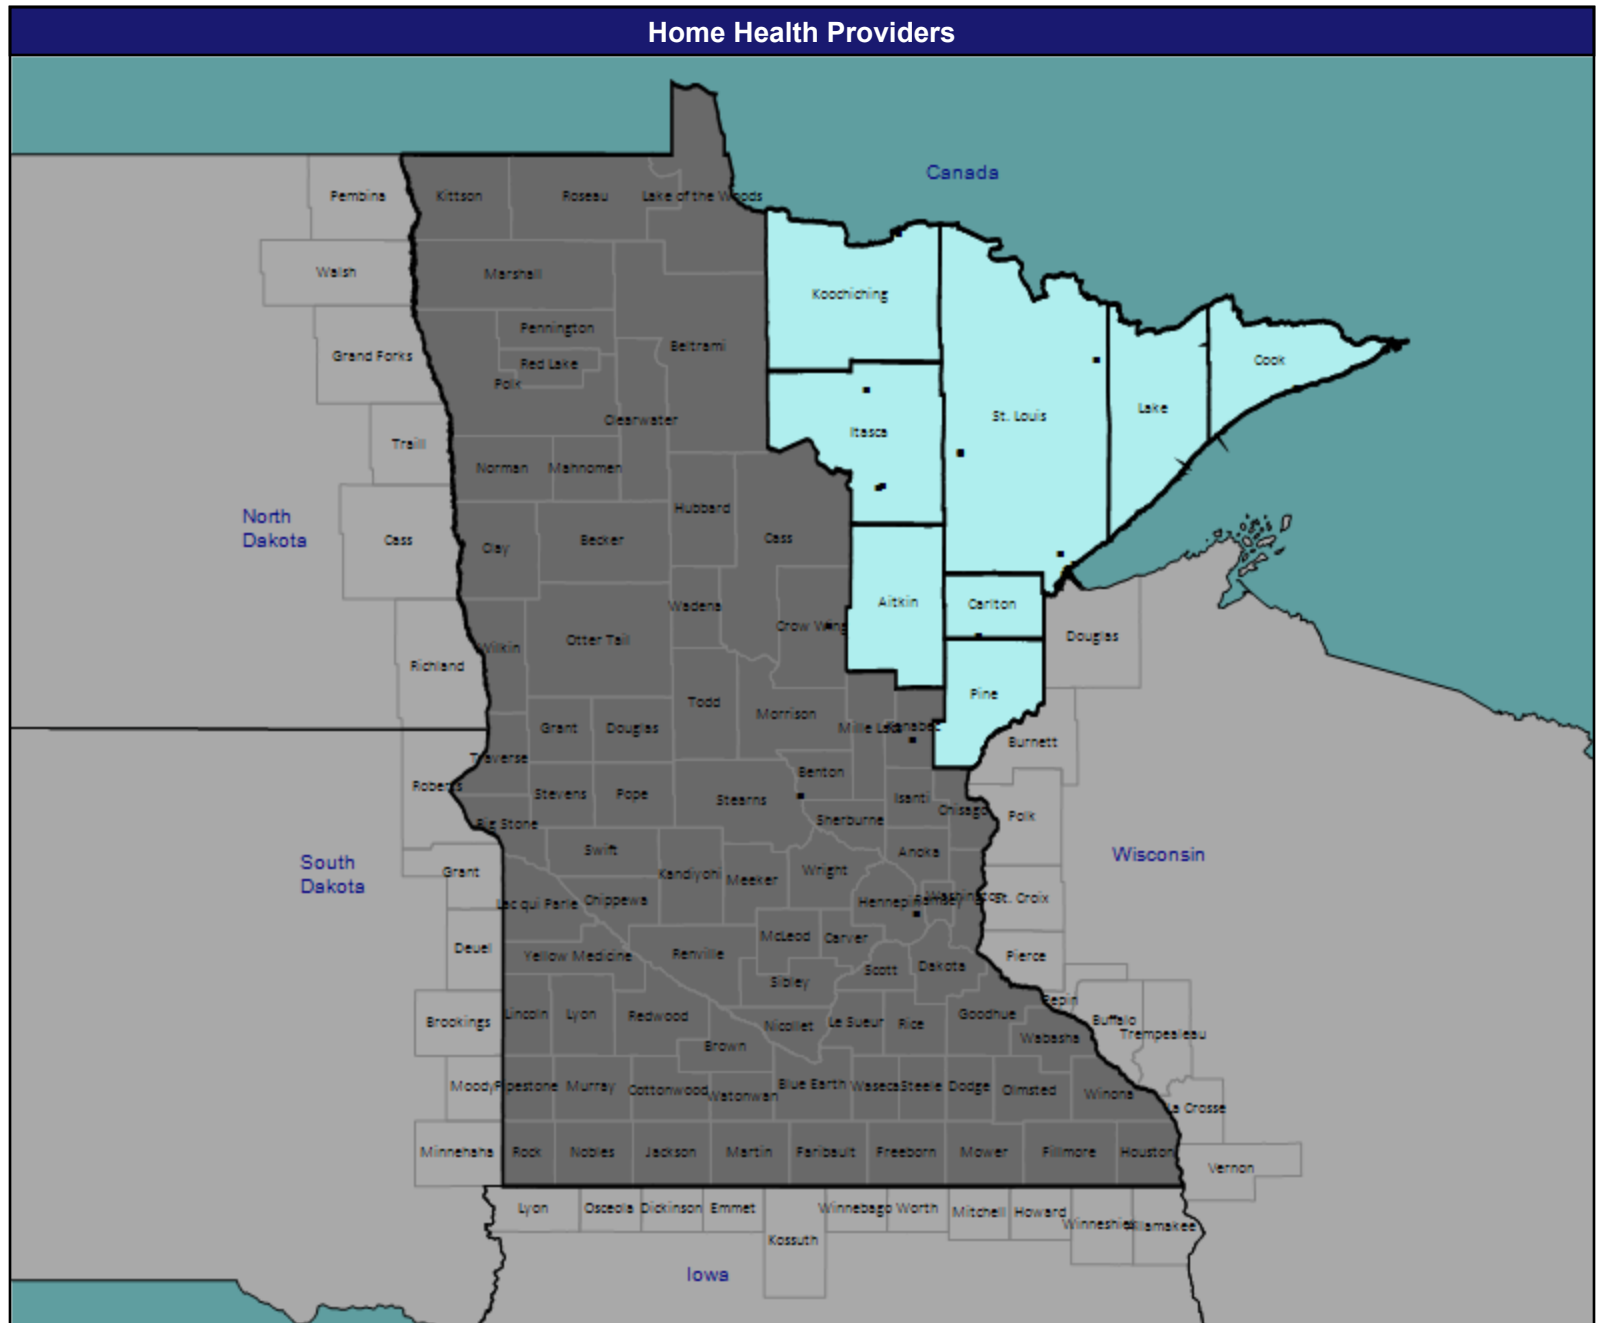 Home Health Providers
Canada
Pembina
Kittson
Roseau
Lake of the Woods
Walsh
Marshall
Koochiching
Pennington
Grand Forks
Red Lake
Beltrami
Cook
Polk
Lake
St. Louis
Clearwater
Itasca
Traill
Norman
Mahnomen
Hubbard
North
Dakota
Cass
Clay
Becker
Cass
Wadena
Aitkin
Carlton
Crow Wing
Otter Tail
Wilkin
Douglas
Richland
Pine
Todd
Morrison
Grant
Douglas
Mille Lacs
Kanabec
Burnett
Traverse
Benton
Roberts
Stevens
Pope
Stearns
Isanti
Chisago
Polk
Big Stone
Sherburne
Swift
Anoka
Wisconsin
South
Dakota
Grant
Kandiyohi
Meeker
Wright
Lac qui Parle
Chippewa
Hennepin
Ramsey
Washington
St. Croix
McLeod
Carver
Deuel
Yellow Medicine
Renville
Scott
Dakota
Pierce
Sibley
Pepin
Brookings
Lincoln
Lyon
Redwood
Nicollet
Le Sueur
Rice
Goodhue
Buffalo
Trempealeau
Wabasha
Brown
Moody
Pipestone
Murray
Cottonwood
Watonwan
Blue Earth
Waseca
Steele
Dodge
Olmsted
Winona
La Crosse
Minnehaha
Rock
Nobles
Jackson
Martin
Faribault
Freeborn
Mower
Fillmore
Houston
Vernon
Lyon
Osceola
Dickinson
Emmet
Winnebago
Worth
Mitchell
Howard
Kossuth
Iowa